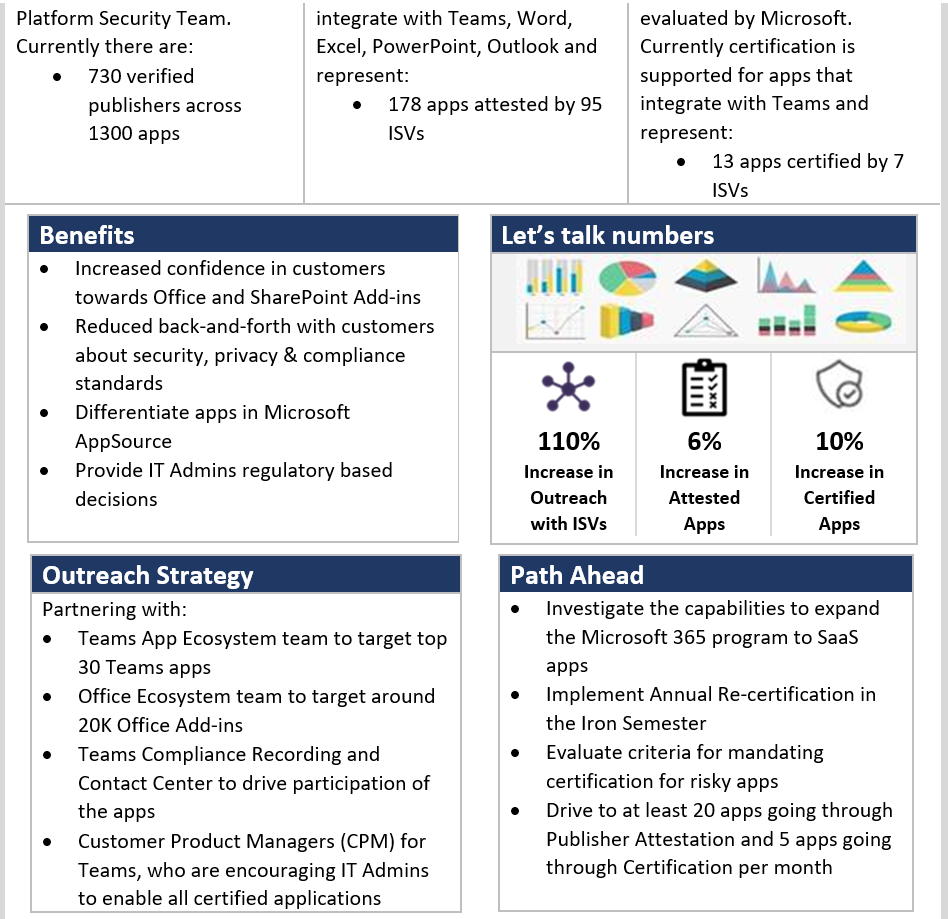 Platform Security Team.
Currently there are:
• 730 verified
publishers across
1300 apps
integrate with Teams, Word,
Excel, PowerPoint, Outlook and
represent:
• 178 apps attested by 95
ISVs
evaluated by Microsoft.
Currently certification is
supported for apps that
integrate with Teams and
represent:
• 13 apps certified by 7
ISVs
Benefits
• Increased confidence in customers
towards Office and SharePoint Add-ins
• Reduced back-and-forth with customers
about security, privacy & compliance
standards
• Differentiate apps in Microsoft
AppSource
• Provide IT Admins regulatory based
decisions
Let’s talk numbers
110%
Increase in
Outreach
with ISVs
6%
Increase in
Attested
Apps
10%
Increase in
Certified
Apps
Outreach Strategy
Partnering with:
• Teams App Ecosystem team to target top
30 Teams apps
• Office Ecosystem team to target around
20K Office Add-ins
• Teams Compliance Recording and
Contact Center to drive participation of
the apps
• Customer Product Managers (CPM) for
Teams, who are encouraging IT Admins
to enable all certified applications
Path Ahead
• Investigate the capabilities to expand
the Microsoft 365 program to SaaS
apps
• Implement Annual Re-certification in
the Iron Semester
• Evaluate criteria for mandating
certification for risky apps
• Drive to at least 20 apps going through
Publisher Attestation and 5 apps going
through Certification per month